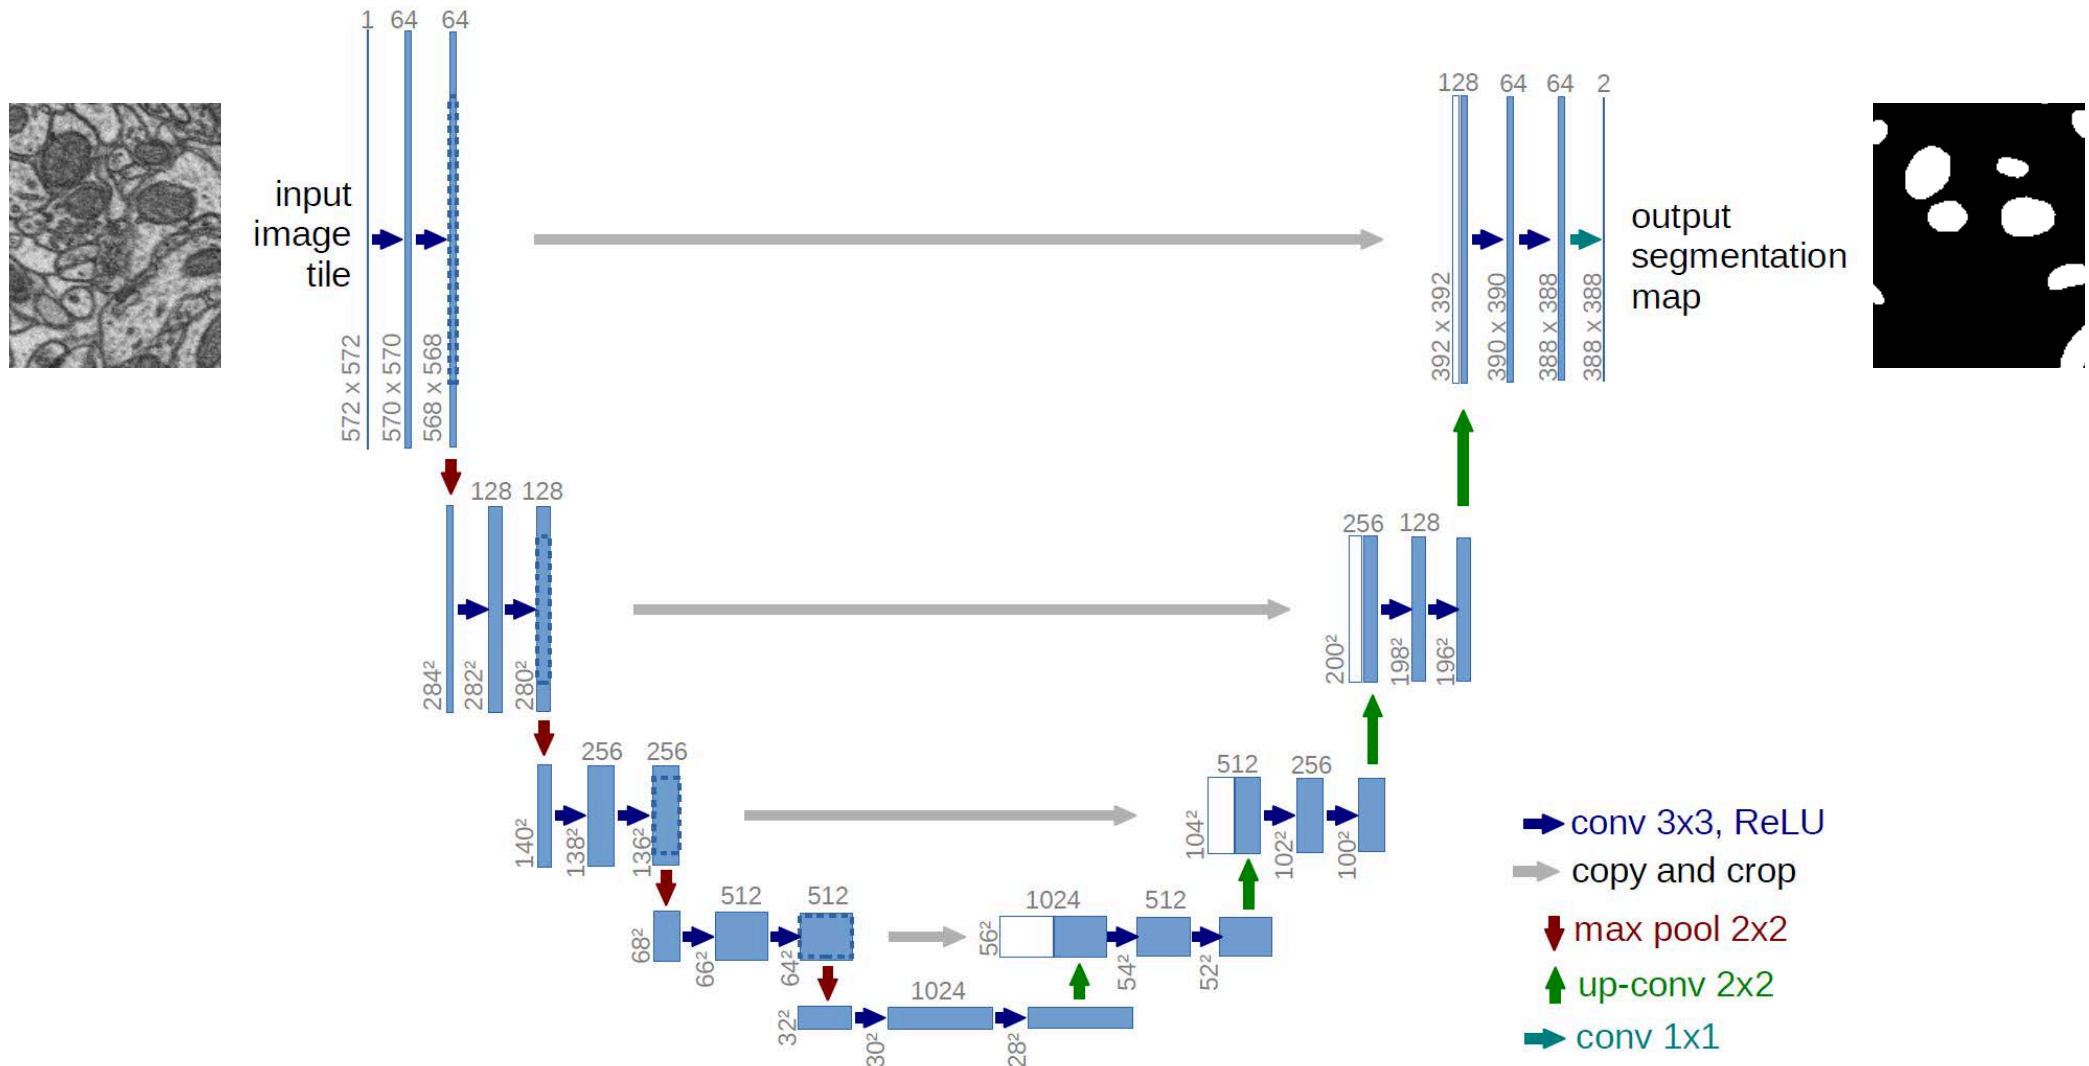 1 64 64
input
image
tile
572 x 572
570 x 570
568 x 568
128 64 64 2
392 x 392
390 x 390
388 x 388
388 x 388
output
segmentation
map
128 128
284²
282²
280²
256 128
200²
198²
196²
256 256
140²
138²
136²
512 256
104²
102²
100²
512 512
68²
66²
64²
1024 512
56²
54²
52²
1024
32²
30²
28²
conv 3x3, ReLU
copy and crop
max pool 2x2
up-conv 2x2
conv 1x1